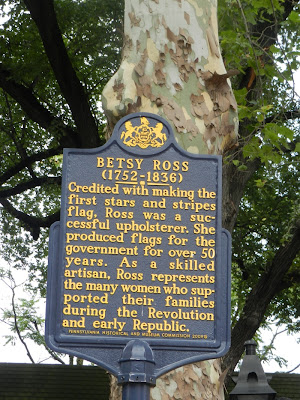 BETSY ROSS
(1752-1836)
Credited with making the
first stars and stripes
flag, Ross was a suc-
cessful upholsterer. She
produced flags for the
government for over 50
years. As a skilled
artisan, Ross represents
the many women who sup-
ported their families
during the Revolution
and early Republic.
PENNSYLVANIA HISTORICAL AND MUSEUM COMMISSION 2009